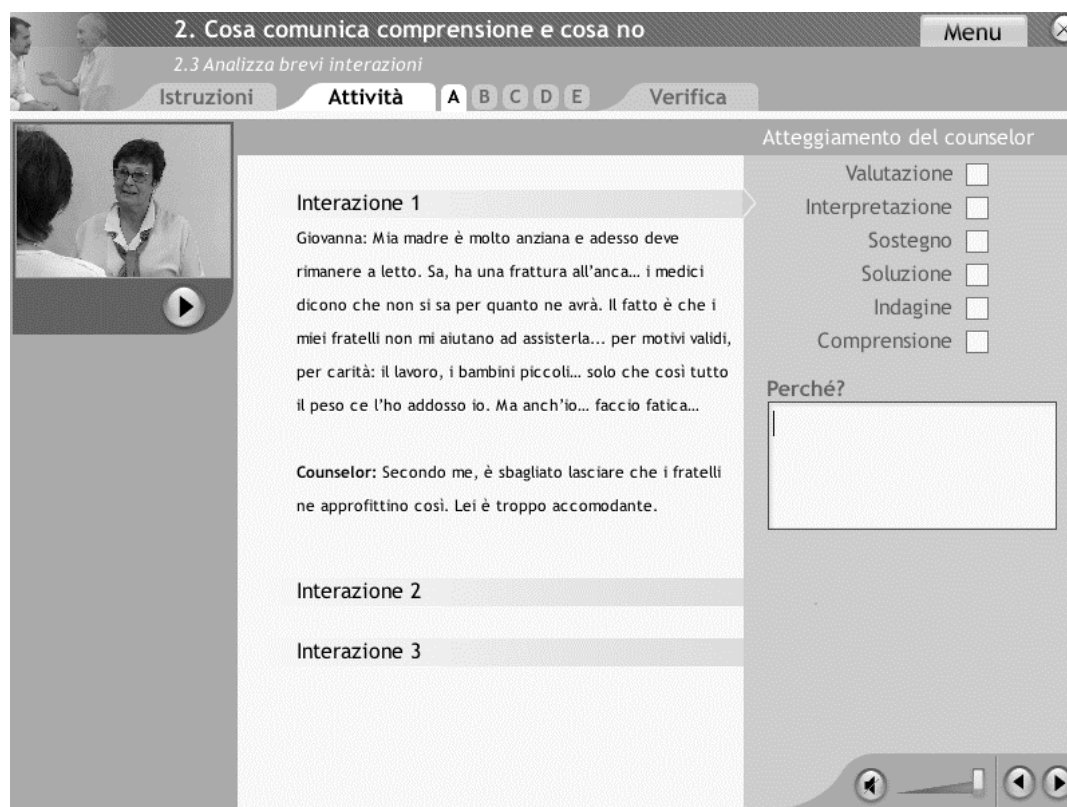 2. Cosa comunica comprensione e cosa no
Menu
2.3 Analizza brevi interazioni
Istruzioni
Attività
A B C D E
Verifica
Atteggiamento del counselor
Valutazione
Interpretazione
Sostegno
Soluzione
Indagine
Comprensione
Perché?
Interazione 1
Giovanna: Mia madre è molto anziana e adesso deve
rimanere a letto. Sa, ha una frattura all'anca... i medici
dicono che non si sa per quanto ne avrà. Il fatto è che i
miei fratelli non mi aiutano ad assisterla... per motivi validi,
per carità: il lavoro, i bambini piccoli... solo che così tutto
il peso ce l'ho addosso io. Ma anch'io... faccio fatica...
Counselor: Secondo me, è sbagliato lasciare che i fratelli
ne approfittino così. Lei è troppo accomodante.
Interazione 2
Interazione 3